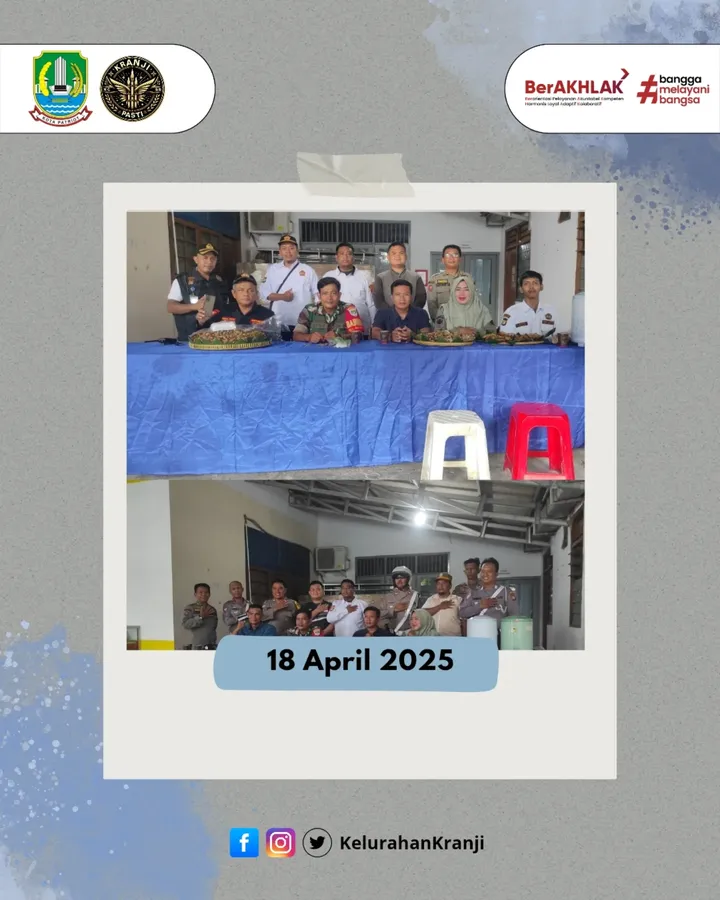 KOTA PATRIOT
KRANJI
PASTI
BerAKHLAK
Berorientasi Pelayanan Akuntabel Kompeten
Harmonis Loyal Adaptif Kolaboratif
#bangga
melayani
bangsa
18 April 2025
KelurahanKranji